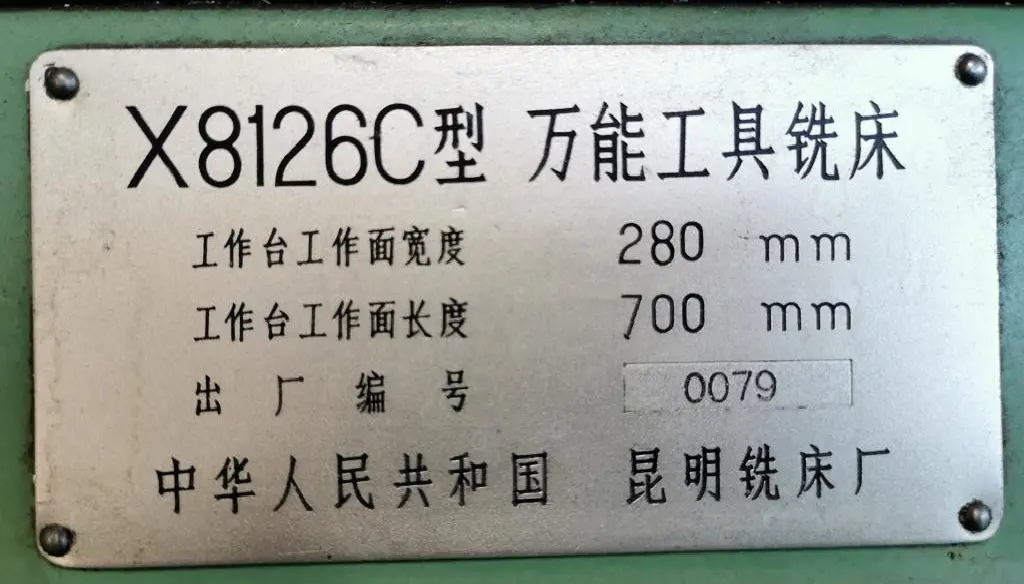 X8126C型 万能工具铣床
工作台工作面宽度 280 mm
工作台工作面长度 700 mm
出厂编号 0079
中华人民共和国 昆明铣床厂